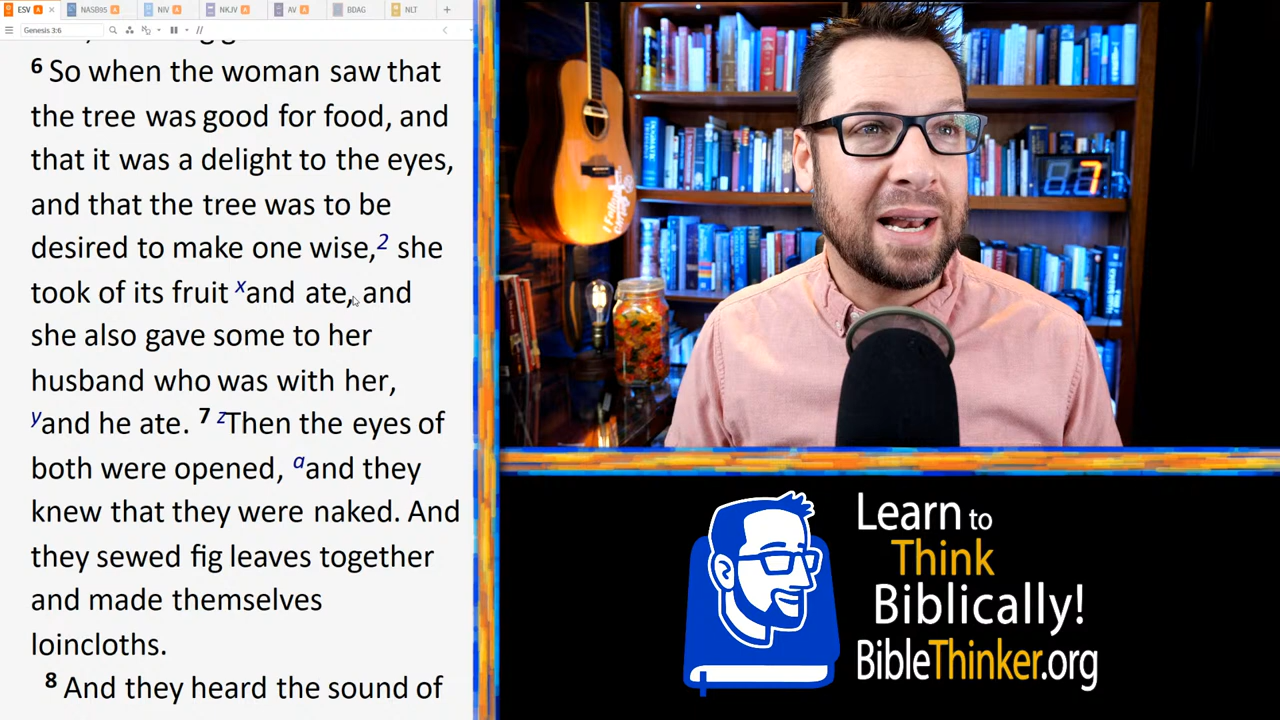 ESV A
NASB95 A
NIV A
NKJV A
AV A
BDAG
NLT
Genesis 3:6
6 So when the woman saw that
the tree was good for food, and
that it was a delight to the eyes,
and that the tree was to be
desired to make one wise,2 she
took of its fruit xand ate, and
she also gave some to her
husband who was with her,
yand he ate. 7 zThen the eyes of
both were opened, aand they
knew that they were naked. And
they sewed fig leaves together
and made themselves
loincloths.
8 And they heard the sound of
7
Learn to
Think
Biblically!
BibleThinker.org